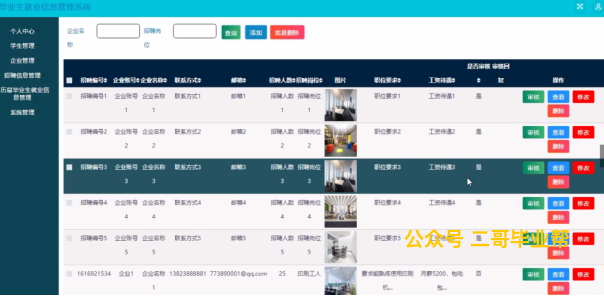 毕业生就业信息管理系统
个人中心
学生管理
企业管理
招聘信息管理
历届毕业生就业信息管理
系统管理
企业名称 招聘岗位 查询 添加 批量删除
招聘编号 企业账号 企业名称 联系方式 邮箱 招聘人数 招聘岗位 图片 职位要求 工资待遇 是否审核 审核回复 操作
招聘编号1 企业账号1 企业名称1 联系方式1 邮箱1 招聘人数1 招聘岗位1 职位要求1 工资待遇1 是 审核 查看 修改 删除
招聘编号2 企业账号2 企业名称2 联系方式2 邮箱2 招聘人数2 招聘岗位2 职位要求2 工资待遇2 是 审核 查看 修改 删除
招聘编号3 企业账号3 企业名称3 联系方式3 邮箱3 招聘人数3 招聘岗位3 职位要求3 工资待遇3 是 审核 查看 修改 删除
招聘编号4 企业账号4 企业名称4 联系方式4 邮箱4 招聘人数4 招聘岗位4 职位要求4 工资待遇4 是 审核 查看 修改 删除
招聘编号5 企业账号5 企业名称5 联系方式5 邮箱5 招聘人数5 招聘岗位5 职位要求5 工资待遇5 是 修改 删除
公众号 二哥毕业帮
1616921534 企业1 企业名称1 13823888881 773890001@qq.com 25 印刷工人 要求能熟练使用印刷机... 月薪5200，包吃包... 否 审核 查看 修改 删除